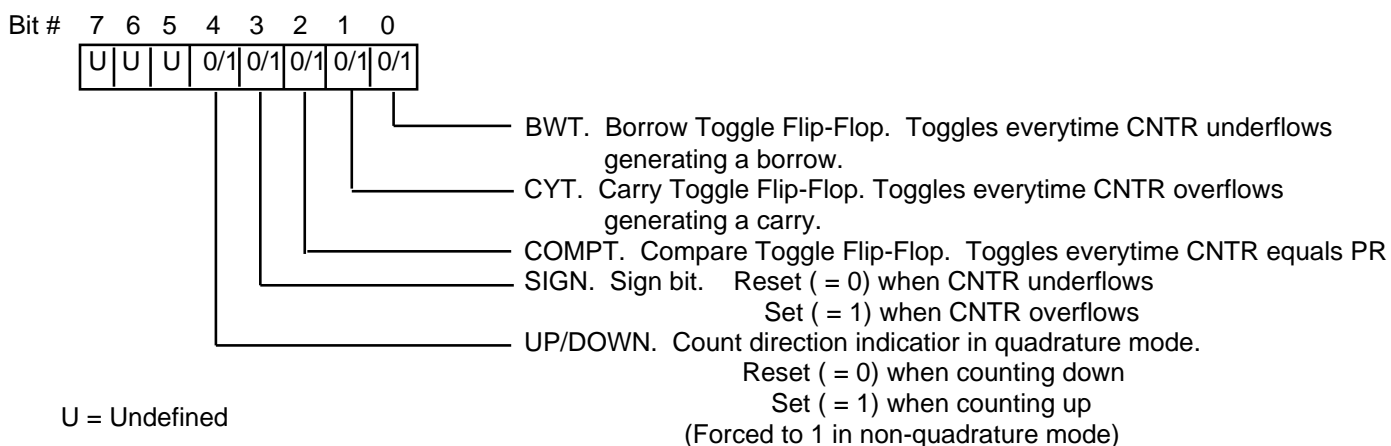 Bit # 7 6 5 4 3 2 1 0
U U U 0/1 0/1 0/1 0/1 0/1
BWT. Borrow Toggle Flip-Flop. Toggles everytime CNTR underflows
generating a borrow.
CYT. Carry Toggle Flip-Flop. Toggles everytime CNTR overflows
generating a carry.
COMPT. Compare Toggle Flip-Flop. Toggles everytime CNTR equals PR
SIGN. Sign bit. Reset ( = 0) when CNTR underflows
Set ( = 1) when CNTR overflows
UP/DOWN. Count direction indicatior in quadrature mode.
Reset ( = 0) when counting down
Set ( = 1) when counting up
U = Undefined
(Forced to 1 in non-quadrature mode)